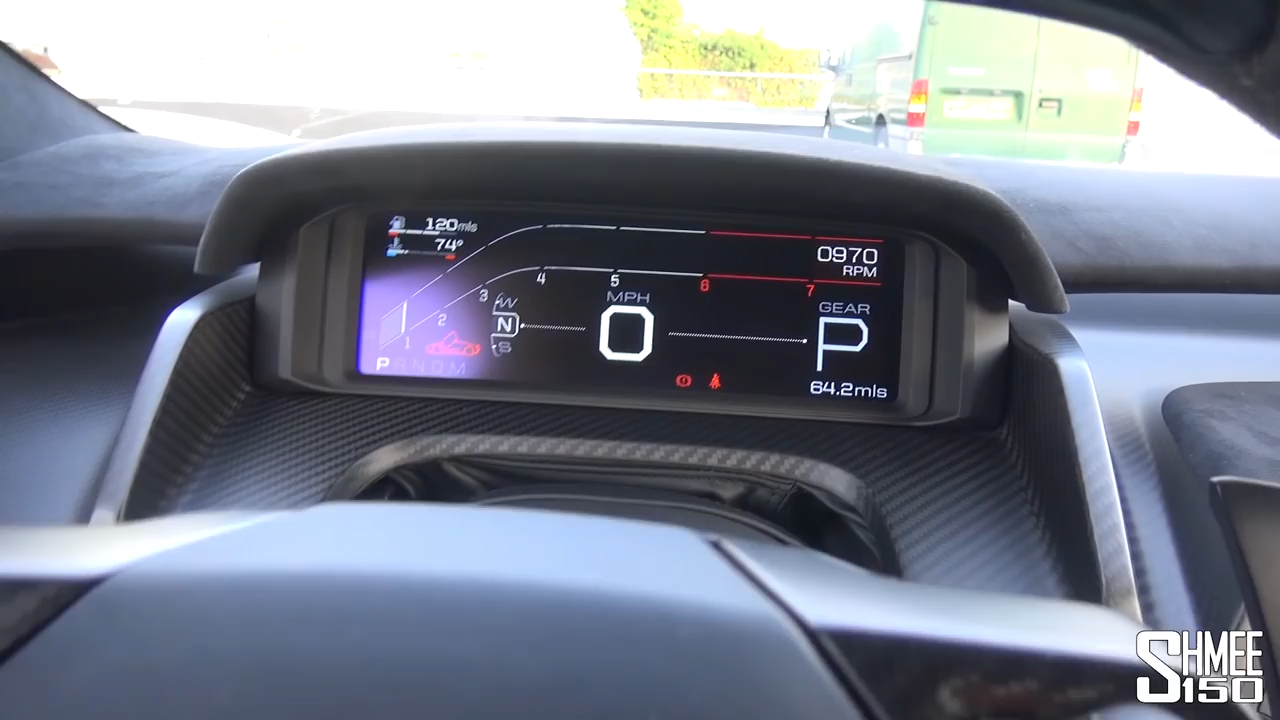 120mls
74°
0970
RPM
1 2 3 4 5 6 7
W
N
S
MPH
0
GEAR
P
P R N D M
64.2mls
SHMEE
150